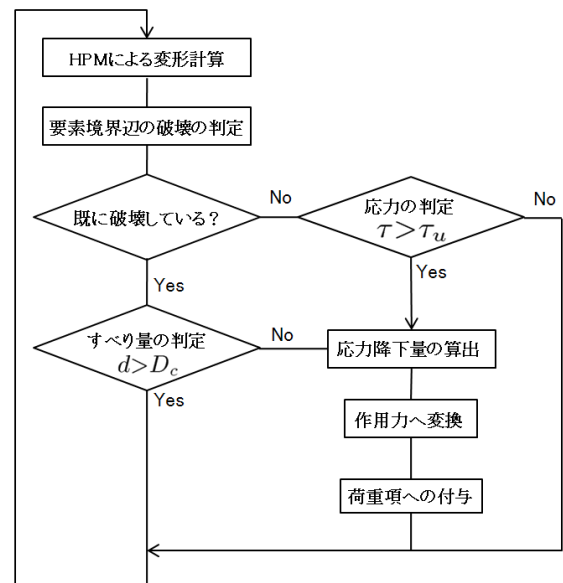 HPMによる変形計算
要素境界辺の破壊の判定
既に破壊している？
No
応力の判定
τ>τu
No
Yes
Yes
すべり量の判定
d>Dc
No
応力降下量の算出
Yes
作用力へ変換
荷重項への付与